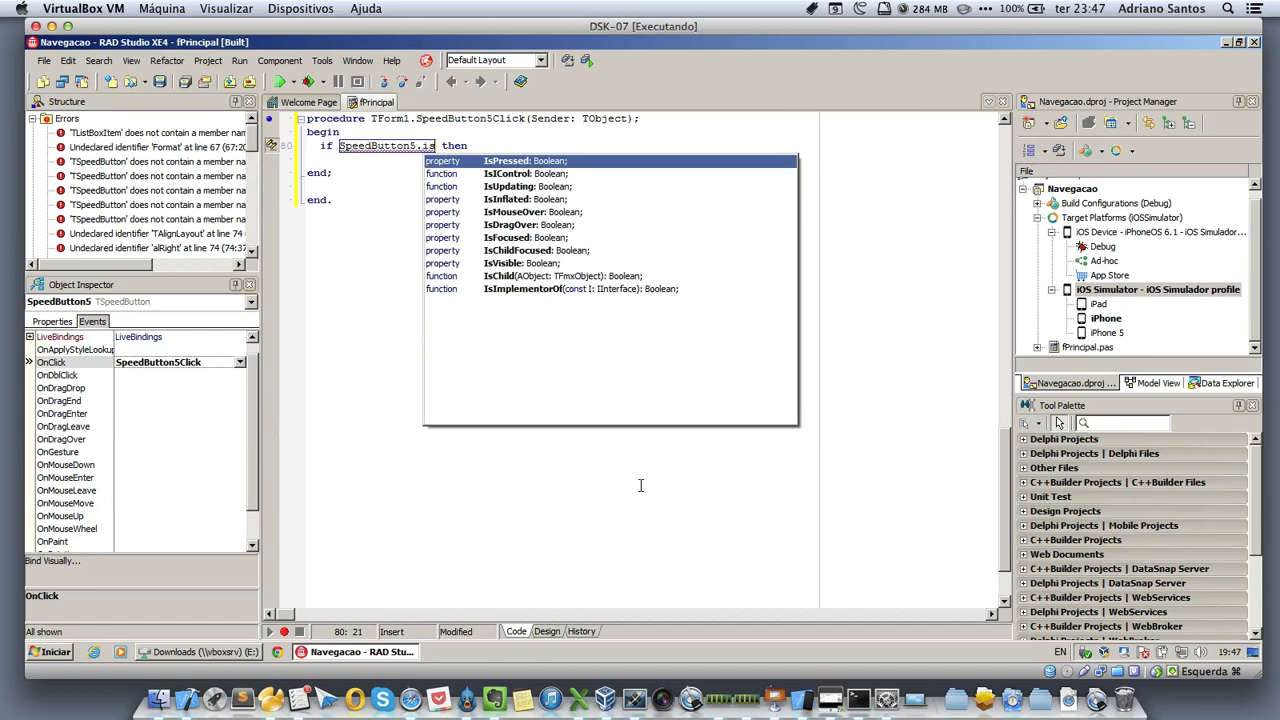 VirtualBox VM Máquina Visualizar Dispositivos Ajuda
9 284 MB 100% ter 23:47 Adriano Santos
DSK-07 [Executando]
Navegacao - RAD Studio XE4 - fPrincipal [Built]
File Edit Search View Refactor Project Run Component Tools Window Help Default Layout
Structure
Errors
'TListBoxItem' does not contain a member nam
Undeclared identifier 'Format' at line 67 (67:20
'TSpeedButton' does not contain a member na
'TSpeedButton' does not contain a member na
'TSpeedButton' does not contain a member na
'TSpeedButton' does not contain a member na
'TSpeedButton' does not contain a member na
Undeclared identifier 'TAlignLayout' at line 74 (
Undeclared identifier 'alRight' at line 74 (74:37
'TSpeedButton' does not contain a member na
Object Inspector
SpeedButton5 TSpeedButton
Properties Events
LiveBindings LiveBindings
OnApplyStyleLookup
OnClick SpeedButton5Click
OnDblClick
OnDragDrop
OnDragEnd
OnDragEnter
OnDragLeave
OnDragOver
OnGesture
OnMouseDown
OnMouseEnter
OnMouseLeave
OnMouseMove
OnMouseUp
OnMouseWheel
OnPaint
Bind Visually...
OnClick
All shown
Welcome Page fPrincipal
procedure TForm1.SpeedButton5Click(Sender: TObject);
begin
80 if SpeedButton5.is then
end;
end.
property IsPressed: Boolean;
function IsIControl: Boolean;
function IsUpdating: Boolean;
property IsInflated: Boolean;
property IsMouseOver: Boolean;
property IsDragOver: Boolean;
property IsFocused: Boolean;
property IsChildFocused: Boolean;
property IsVisible: Boolean;
function IsChild(AObject: TFmxObject): Boolean;
function IsImplementorOf(const I: IInterface): Boolean;
80: 21 Insert Modified Code Design History
Navegacao.dproj - Project Manager
File
Navegacao
Build Configurations (Debug)
Target Platforms (iOSSimulator)
iOS Device - iPhoneOS 6.1 - iOS Simulador...
Debug
Ad-hoc
App Store
iOS Simulator - iOS Simulador profile
iPad
iPhone
iPhone 5
fPrincipal.pas
Navegacao.dproj ... Model View Data Explorer
Tool Palette
Delphi Projects
Delphi Projects | Delphi Files
Other Files
C++Builder Projects | C++Builder Files
Unit Test
Design Projects
Delphi Projects | Mobile Projects
C++Builder Projects
Web Documents
C++Builder Projects | DataSnap Server
Delphi Projects | DataSnap Server
C++Builder Projects | WebServices
Delphi Projects | WebServices
C++Builder Projects | WebBroker
Iniciar Downloads (\\vboxsrv) (E:) Navegacao - RAD Stu... EN 19:47
Esquerda ⌘